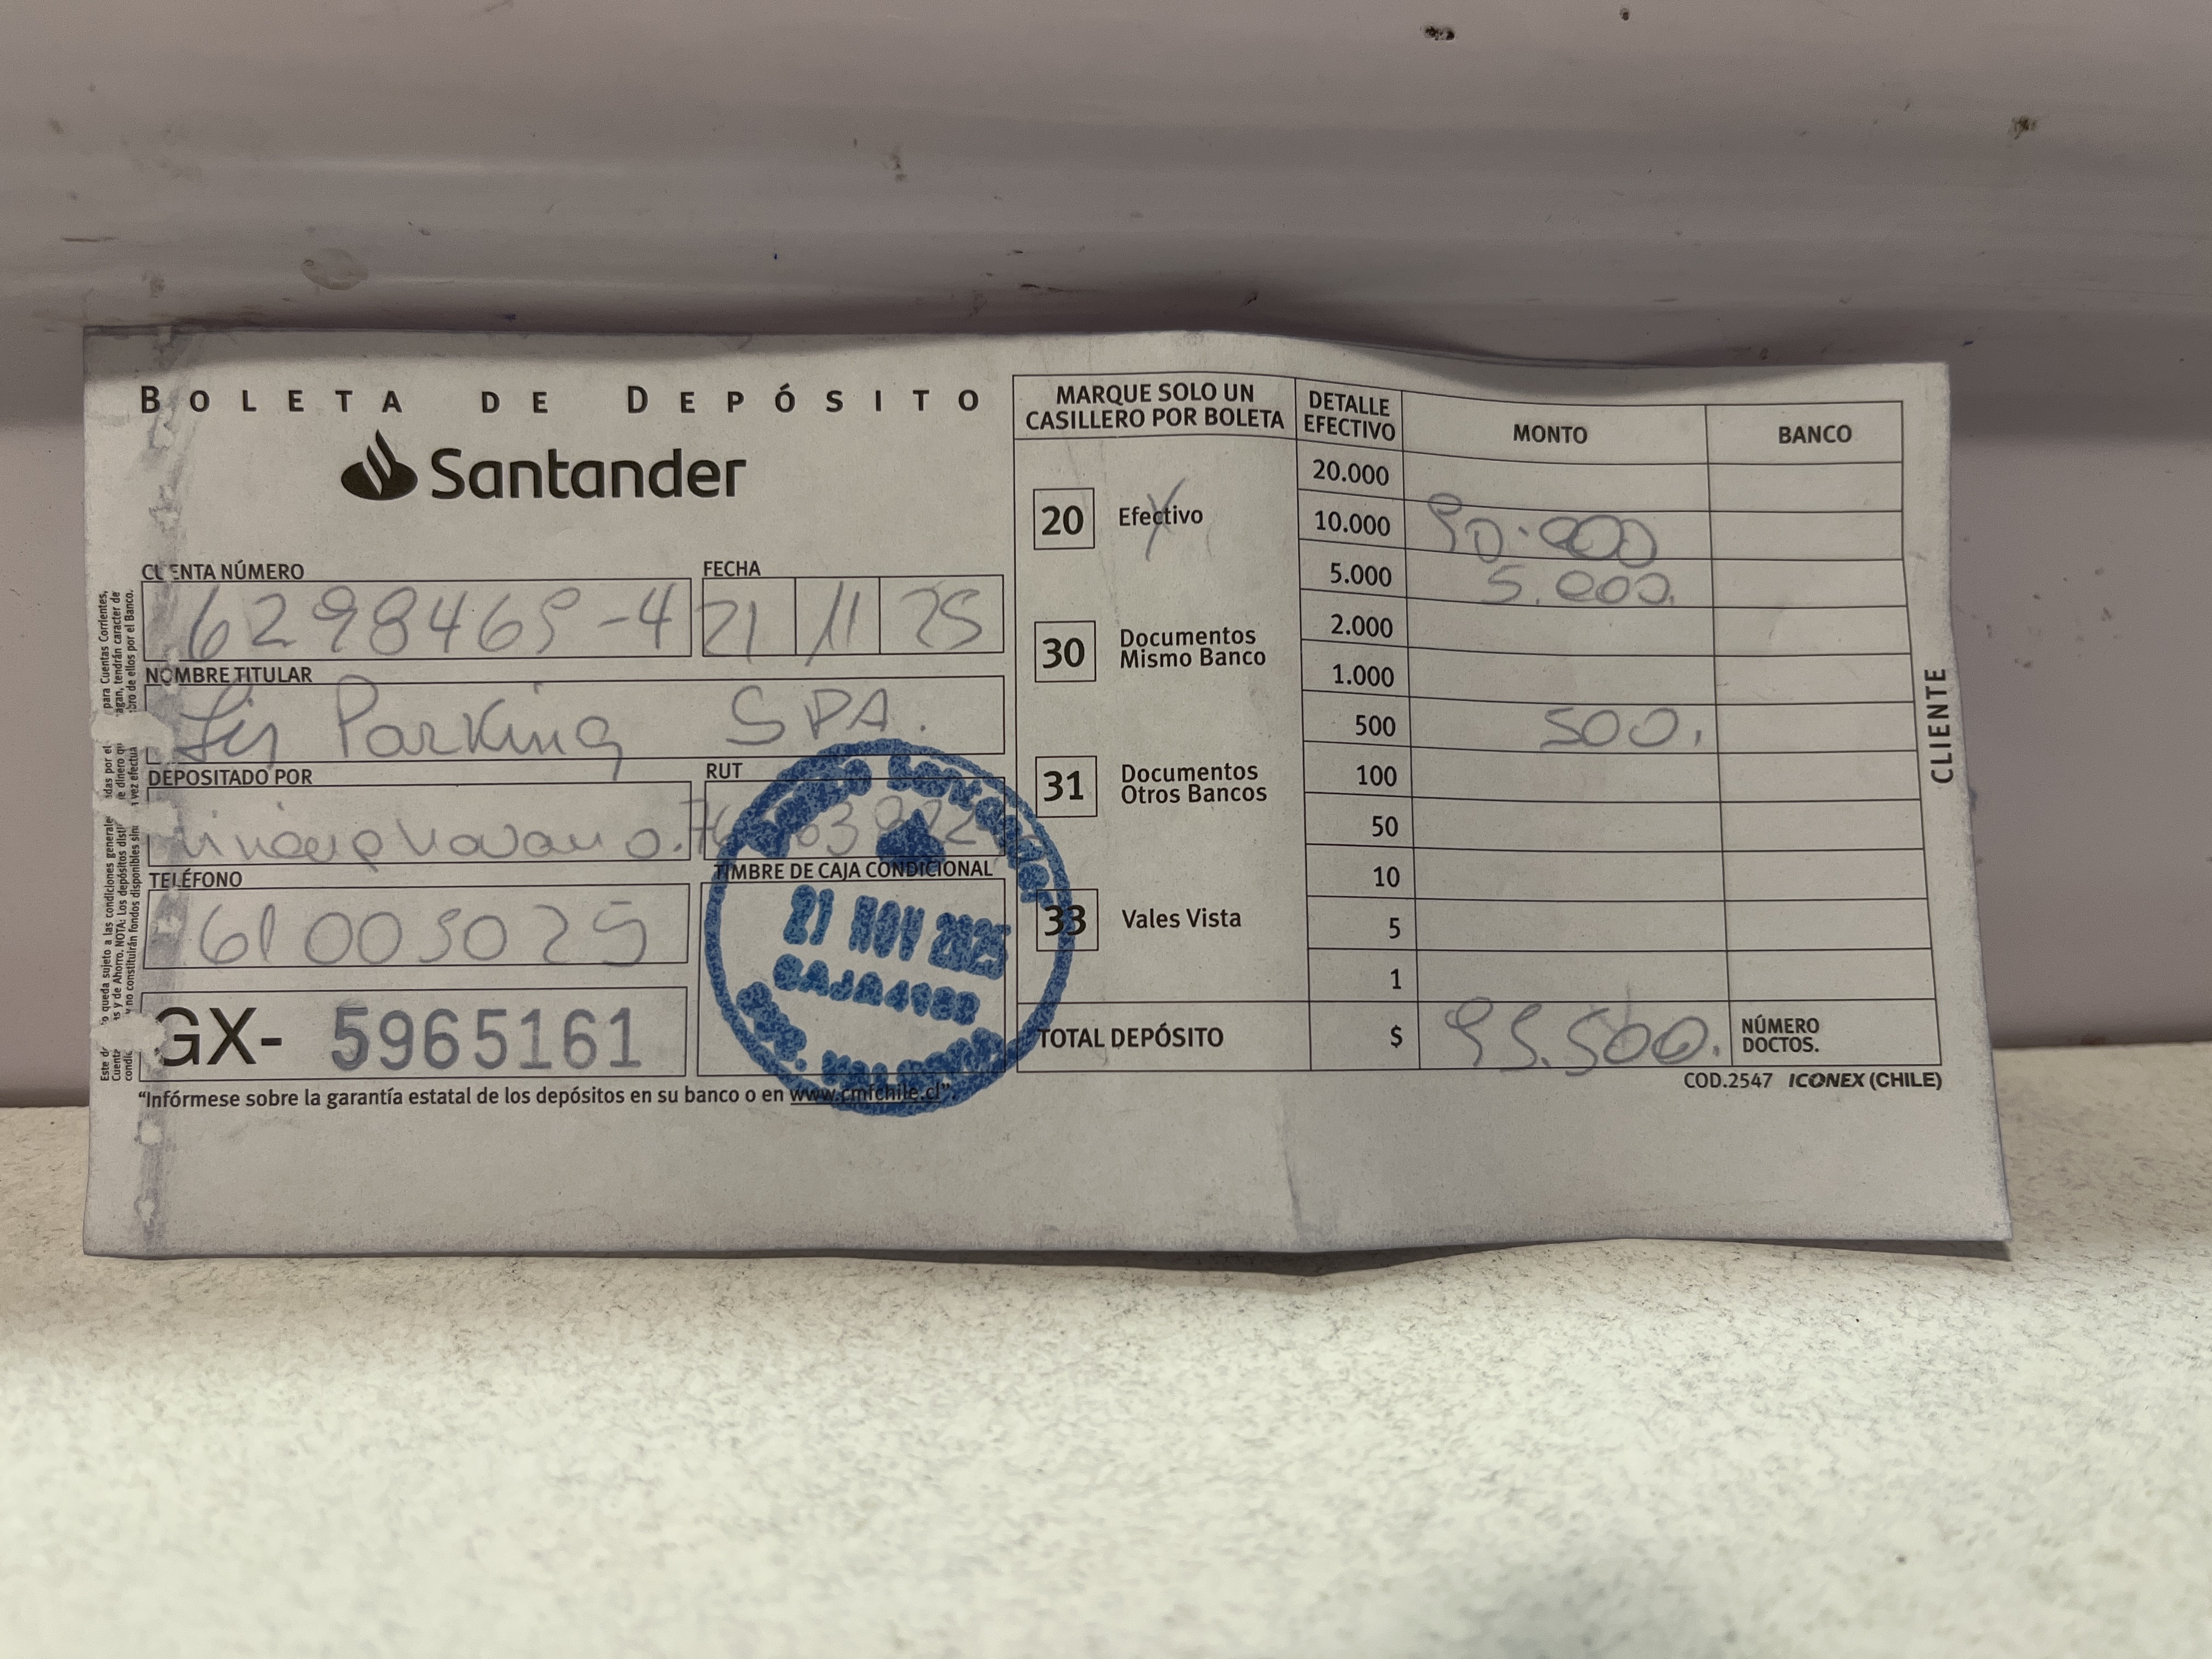 BOLETA DE DEPÓSITO
Santander
CUENTA NÚMERO
6298469-4
FECHA
21 11 25
NOMBRE TITULAR
Parking SPA.
DEPOSITADO POR
RUT
TELÉFONO
61009025
TIMBRE DE CAJA CONDICIONAL
21 NOV 2025
GX- 5965161
"Infórmese sobre la garantía estatal de los depósitos en su banco o en www.cmfchile.cl".
MARQUE SOLO UN
CASILLERO POR BOLETA
20 Efectivo X
30 Documentos
Mismo Banco
31 Documentos
Otros Bancos
33 Vales Vista
DETALLE
EFECTIVO
MONTO
BANCO
20.000
10.000 90.000
5.000 5.000.
2.000
1.000
500 500.
100
50
10
5
1
TOTAL DEPÓSITO $ 95.500.
NÚMERO
DOCTOS.
COD.2547 ICONEX (CHILE)
CLIENTE